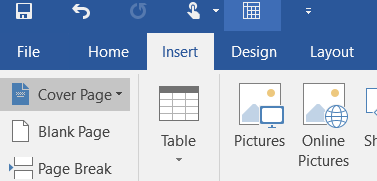 File Home Insert Design Layout
Cover Page
Blank Page
Page Break
Table
Pictures
Online
Pictures